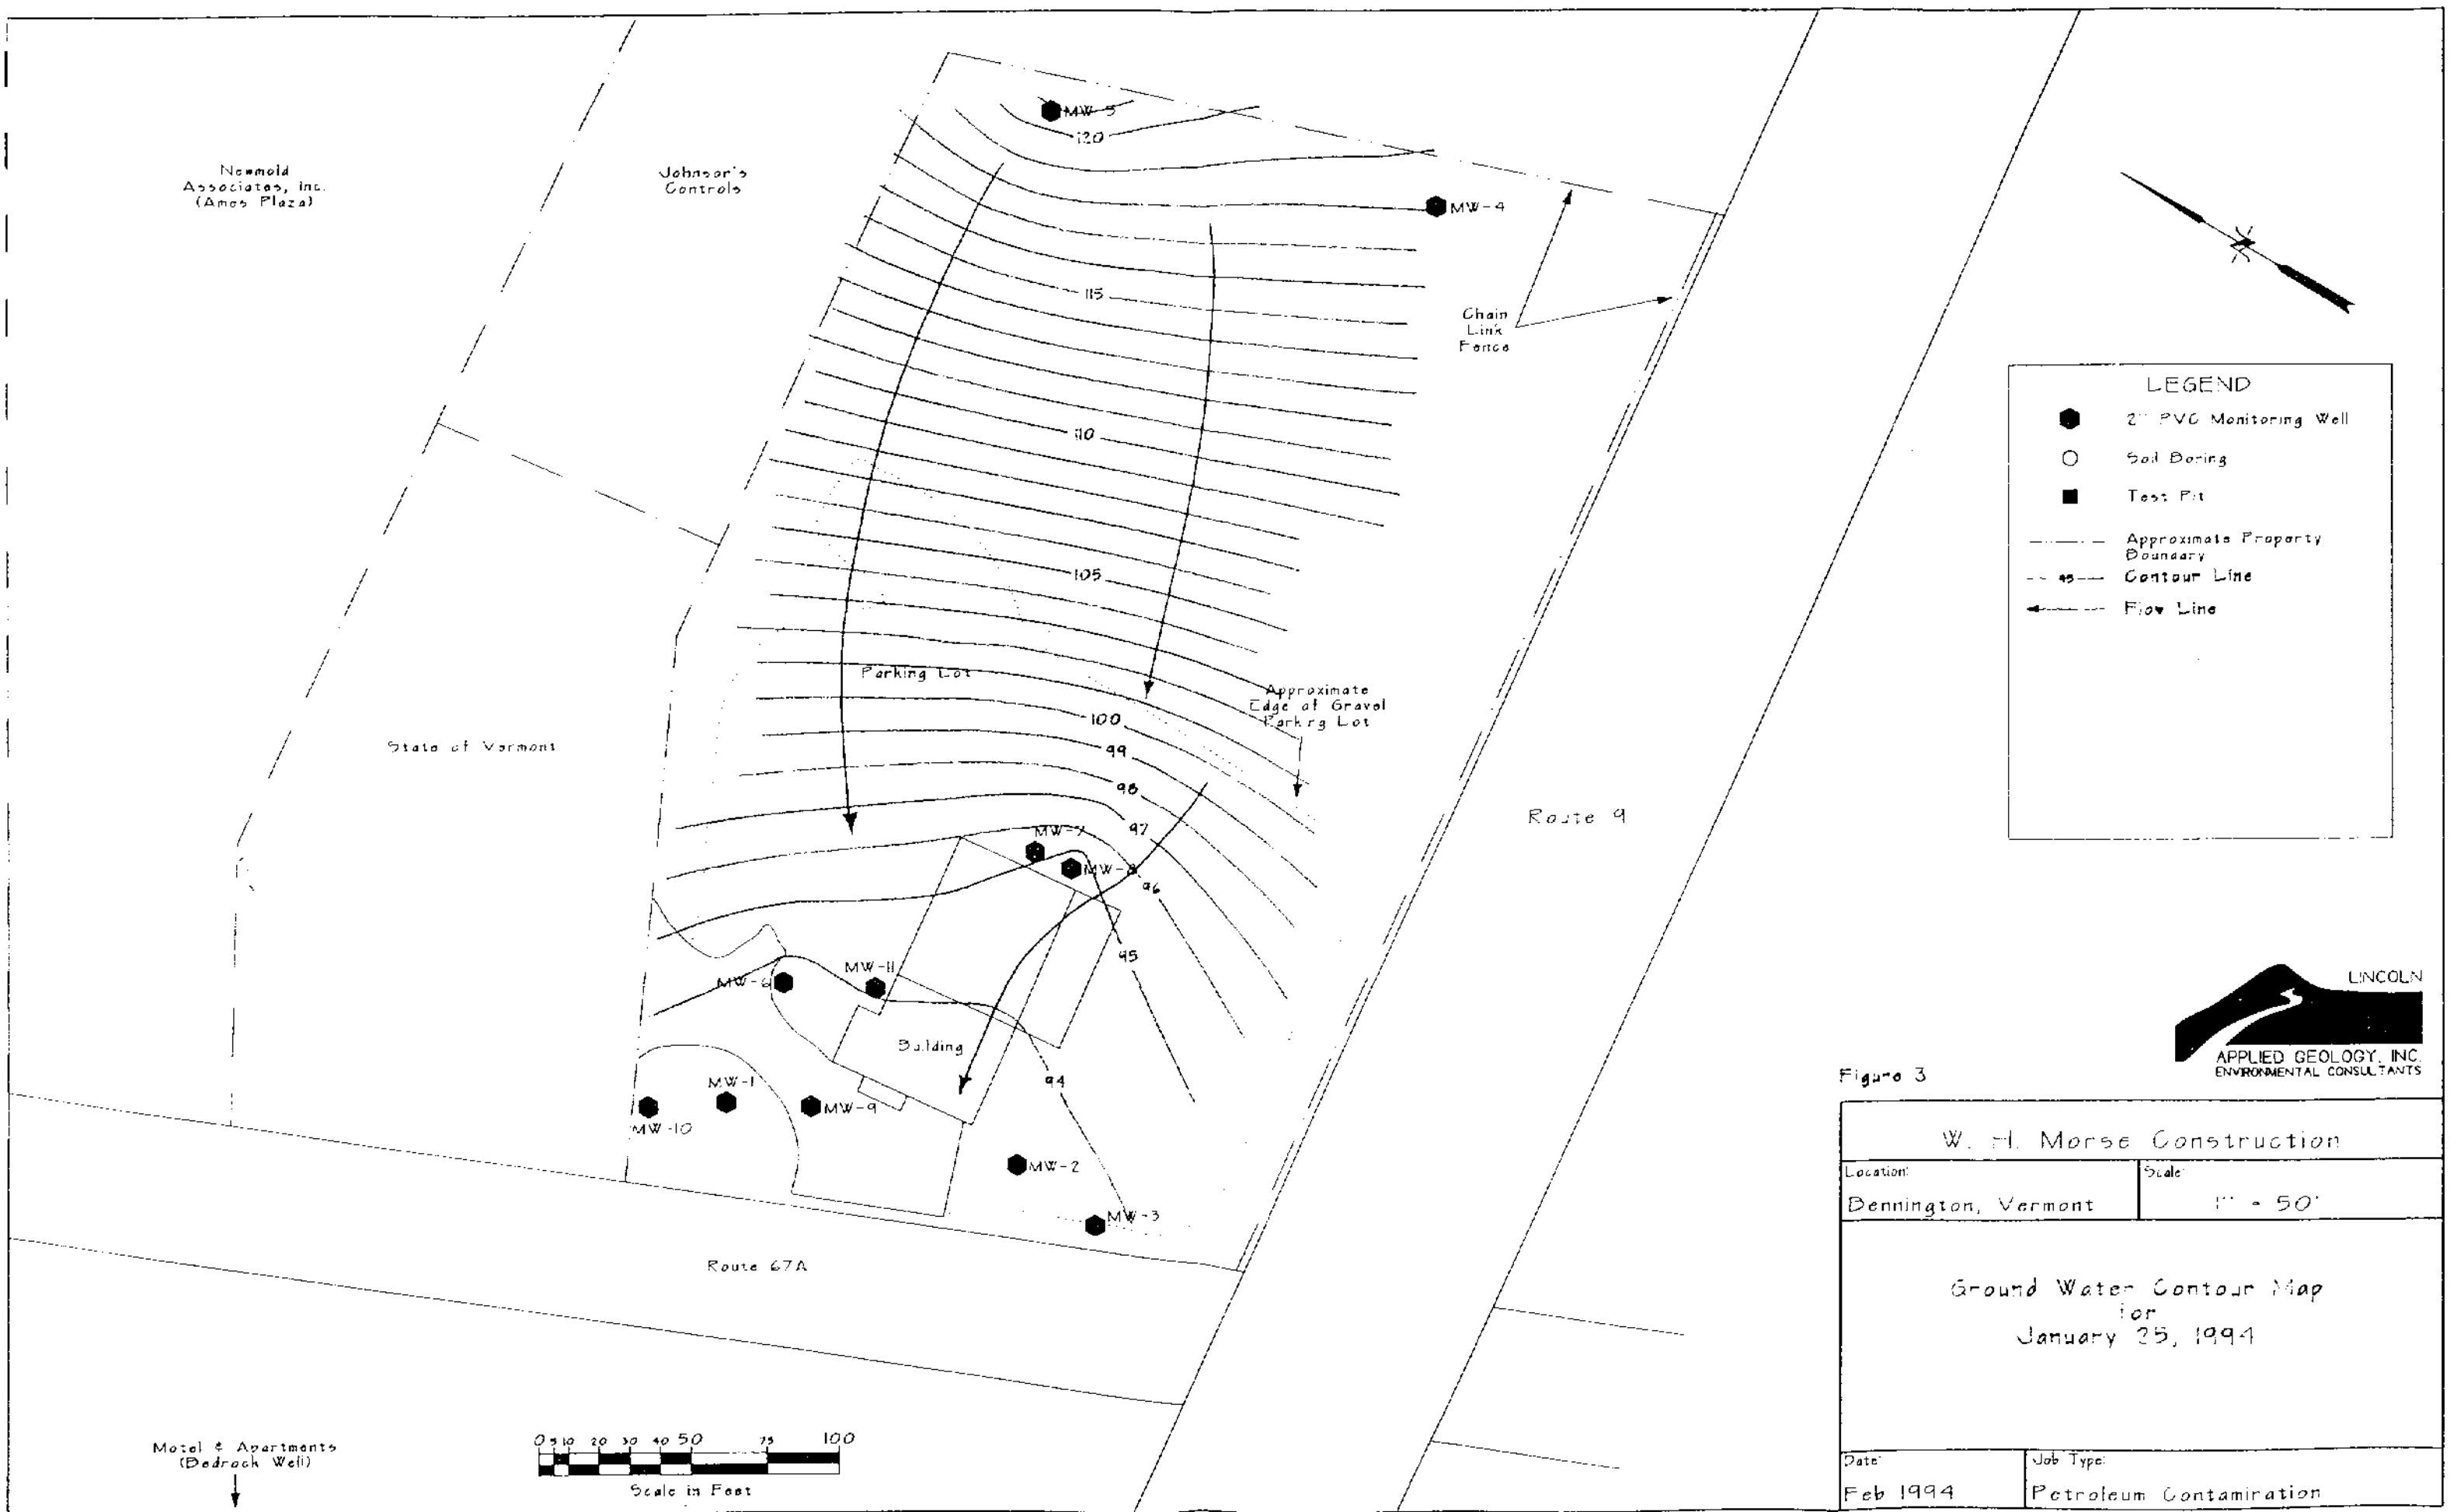 Newmold
Associates, Inc.
(Ames Plaza)
Johnson's
Controls
MW-5
120
MW-4
115
Chain
Link
Fence
110
105
Parking Lot
Approximate
Edge of Gravel
Parking Lot
100
99
98
97
96
95
94
State of Vermont
Route 9
MW-7
MW-8
MW-6
MW-11
Building
MW-1
MW-9
MW-10
MW-2
MW-3
Route 67A
Motel & Apartments
(Bedrock Well)
0 5 10 20 30 40 50 75 100
Scale in Feet
LEGEND
2" PVC Monitoring Well
Soil Boring
Test Pit
Approximate Property
Boundary
95
Contour Line
Flow Line
LINCOLN
APPLIED GEOLOGY, INC.
ENVIRONMENTAL CONSULTANTS
Figure 3
W. H. Morse Construction
Location:
Bennington, Vermont
Scale:
1" = 50'
Ground Water Contour Map
for
January 25, 1994
Date:
Feb 1994
Job Type:
Petroleum Contamination